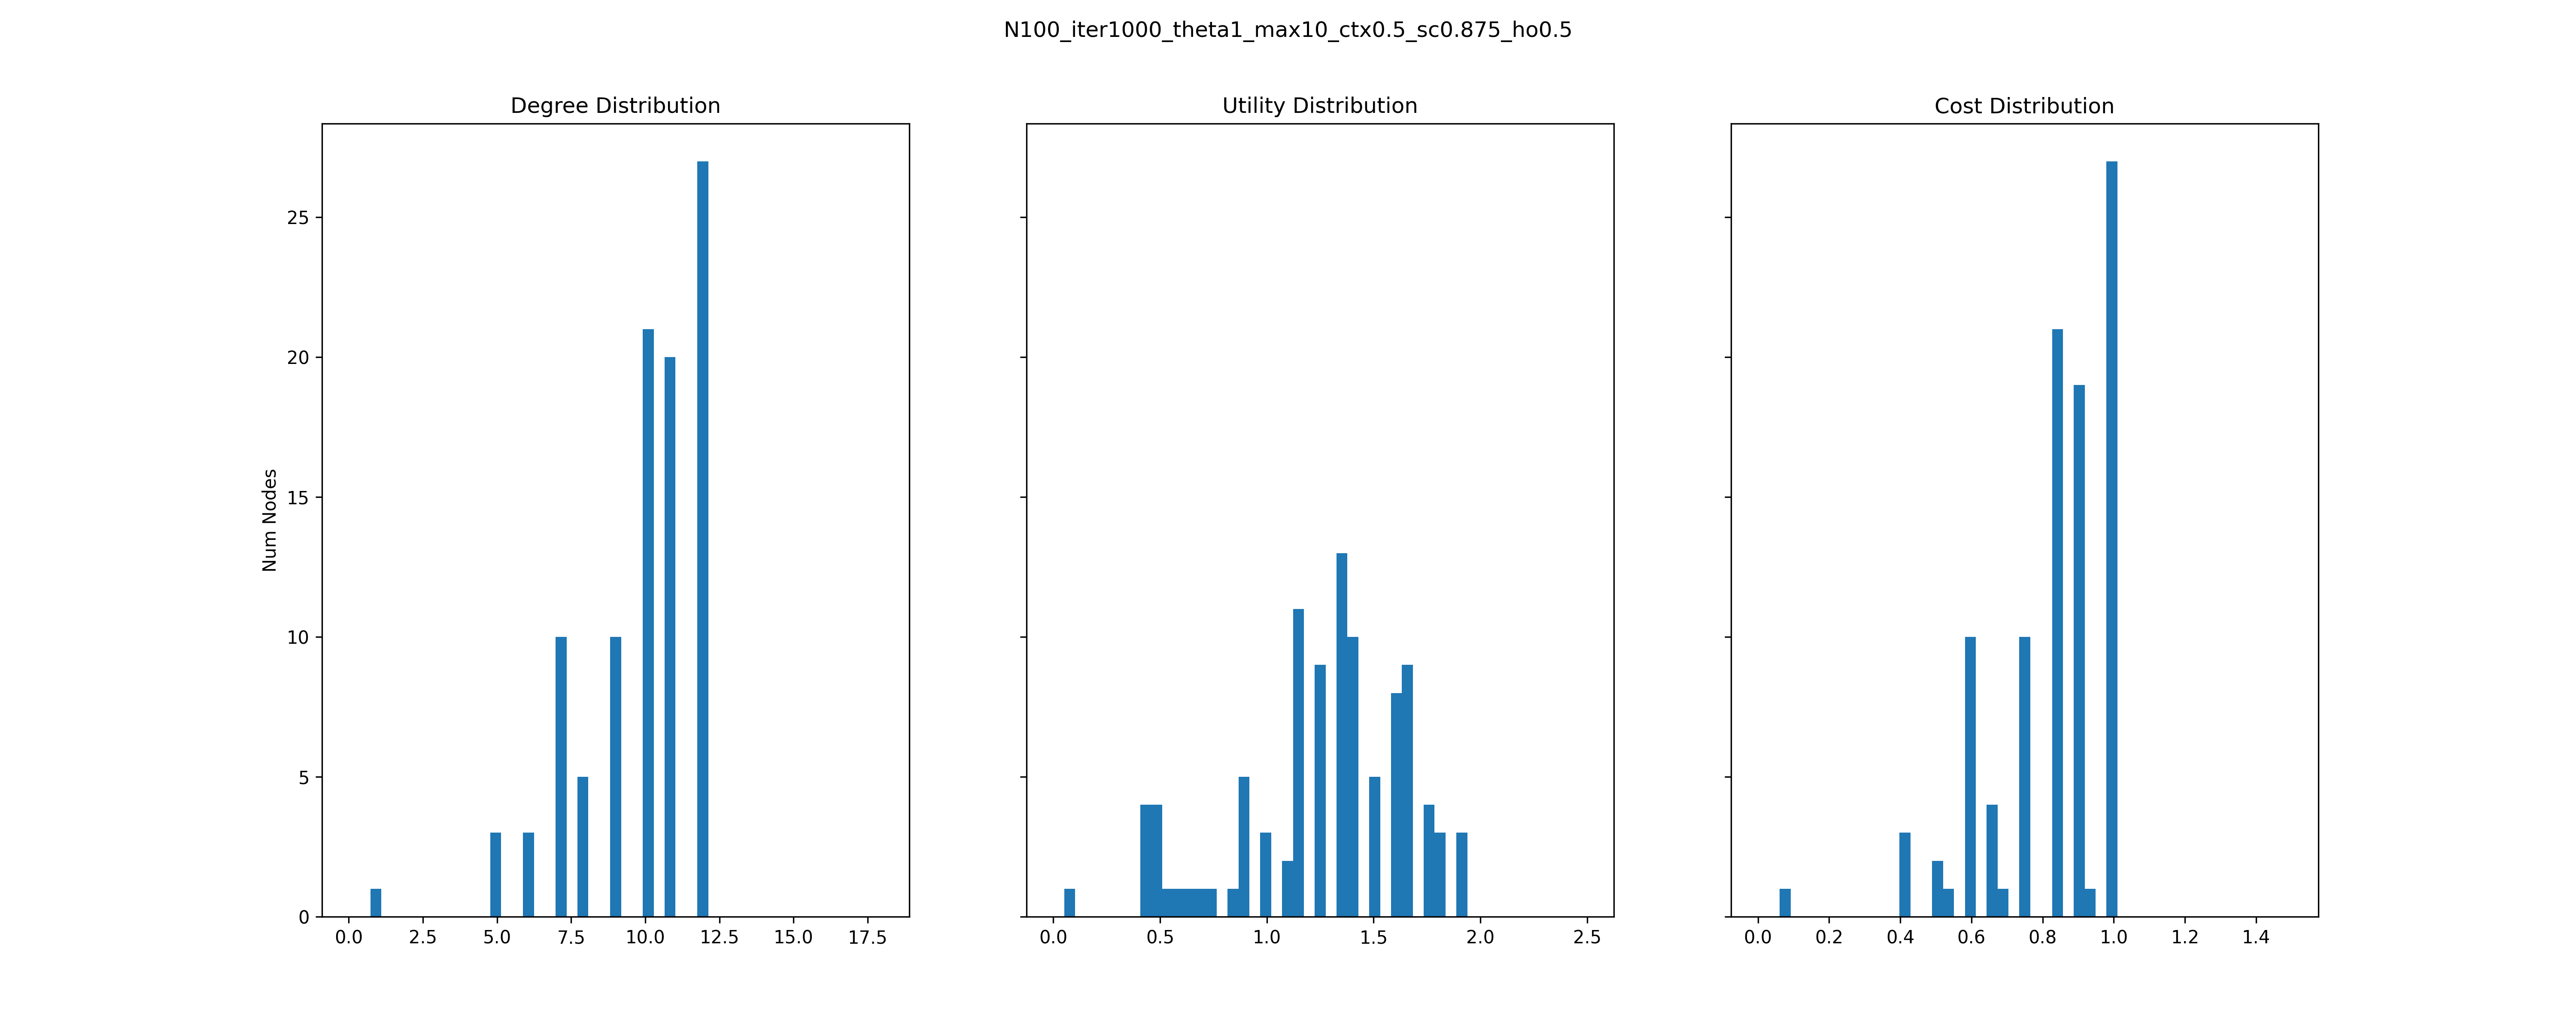 N100_iter1000_theta1_max10_ctx0.5_sc0.875_ho0.5
Degree Distribution
Num Nodes
25
20
15
10
5
0
0.0 2.5 5.0 7.5 10.0 12.5 15.0 17.5
Utility Distribution
0.0 0.5 1.0 1.5 2.0 2.5
Cost Distribution
0.0 0.2 0.4 0.6 0.8 1.0 1.2 1.4